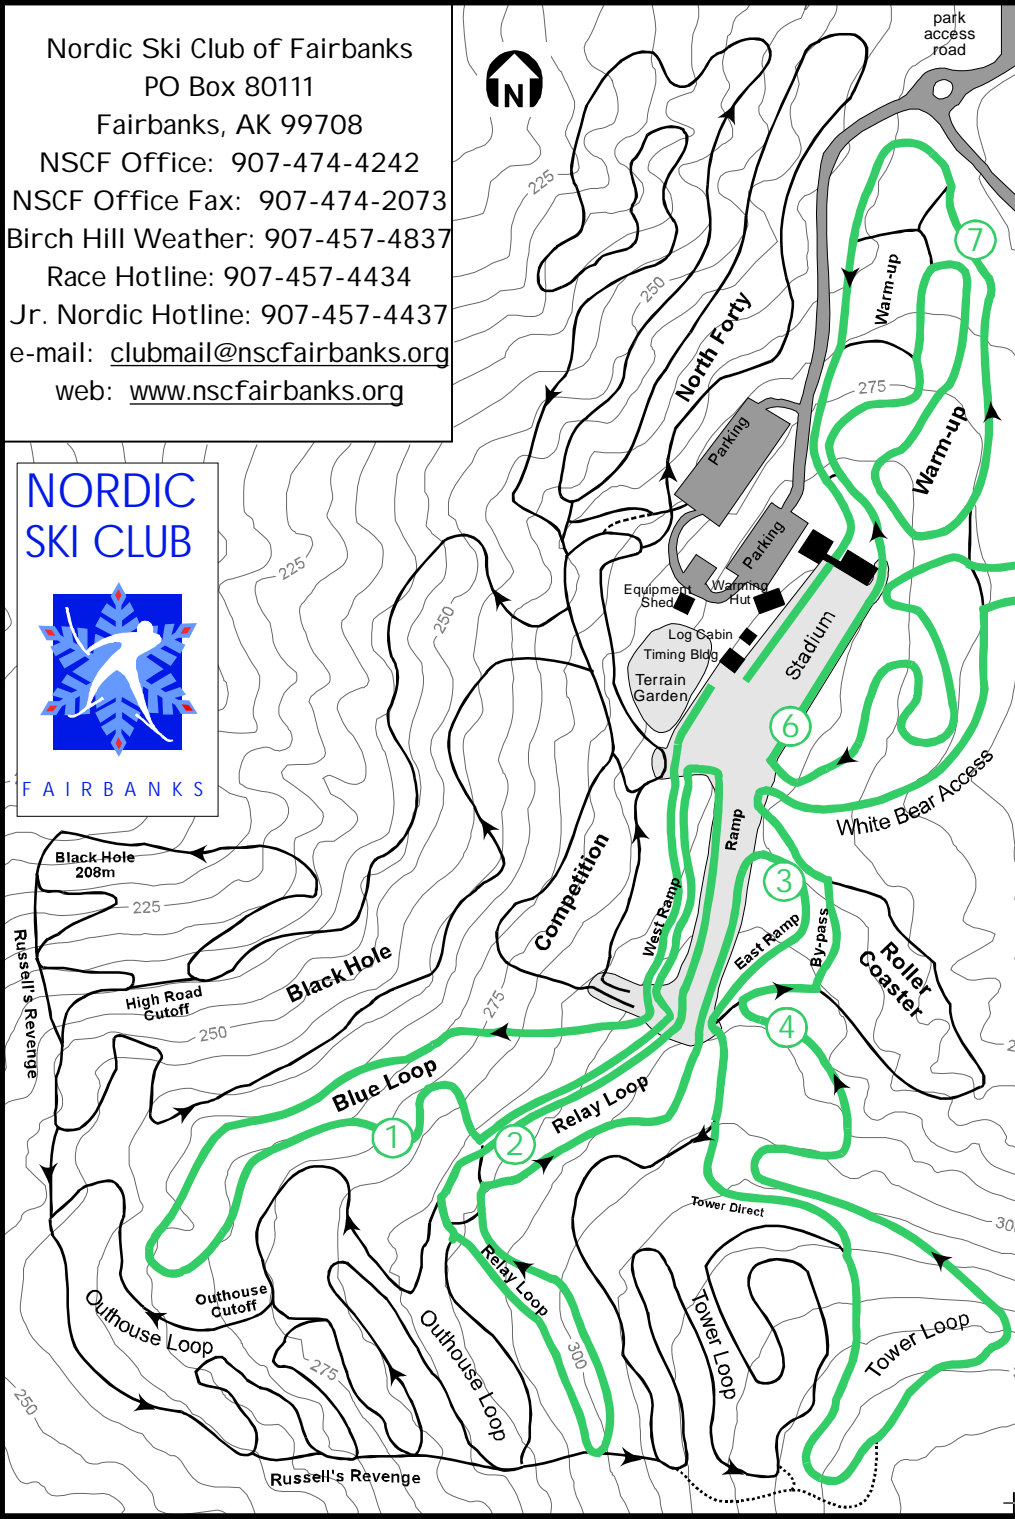 Nordic Ski Club of Fairbanks
PO Box 80111
Fairbanks, AK 99708
NSCF Office: 907-474-4242
NSCF Office Fax: 907-474-2073
Birch Hill Weather: 907-457-4837
Race Hotline: 907-457-4434
Jr. Nordic Hotline: 907-457-4437
e-mail: clubmail@nscfairbanks.org
web: www.nscfairbanks.org
NORDIC
SKI CLUB
FAIRBANKS
N
park
access
road
225
250
North Forty
7
Warm-up
275
Warm-up
Parking
Parking
Equipment
Shed
Warming
Hut
Log Cabin
Timing Bldg
Terrain
Garden
Stadium
6
White Bear Access
225
250
Black Hole
208m
225
Russell's Revenge
High Road
Cutoff
250
Black Hole
Competition
275
West Ramp
Ramp
3
East Ramp
By-pass
Roller
Coaster
4
2
Blue Loop
1
2
Relay Loop
Tower Direct
300
Relay Loop
300
Outhouse
Cutoff
Outhouse Loop
275
Outhouse Loop
Tower Loop
Tower Loop
250
Russell's Revenge